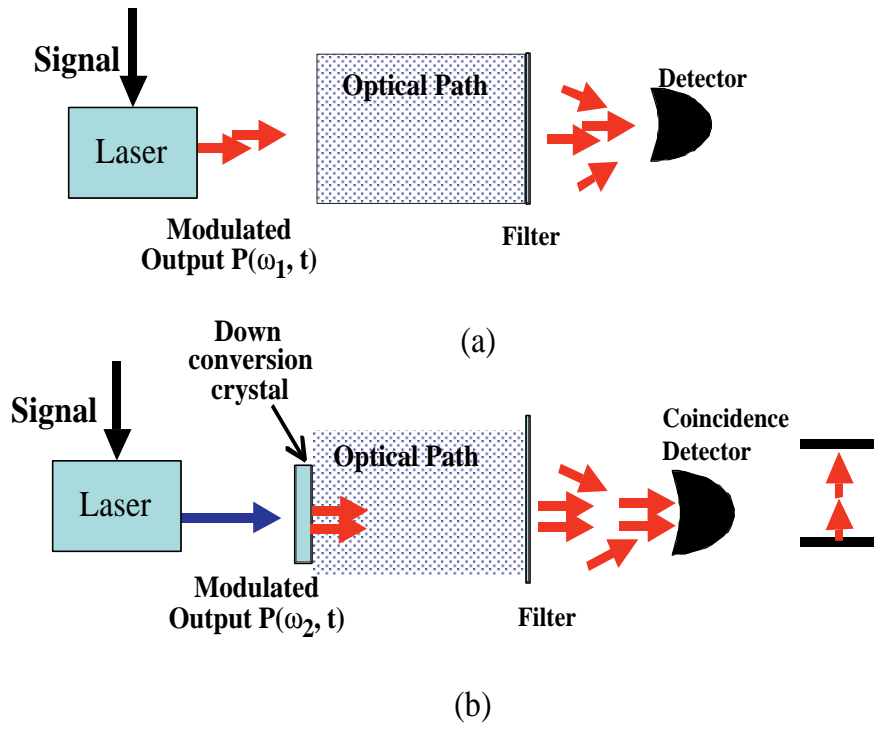 Signal
Laser
Optical Path
Detector
Modulated
Output P(ω1, t)
Filter
(a)
Down
conversion
crystal
Signal
Laser
Optical Path
Coincidence
Detector
Modulated
Output P(ω2, t)
Filter
(b)